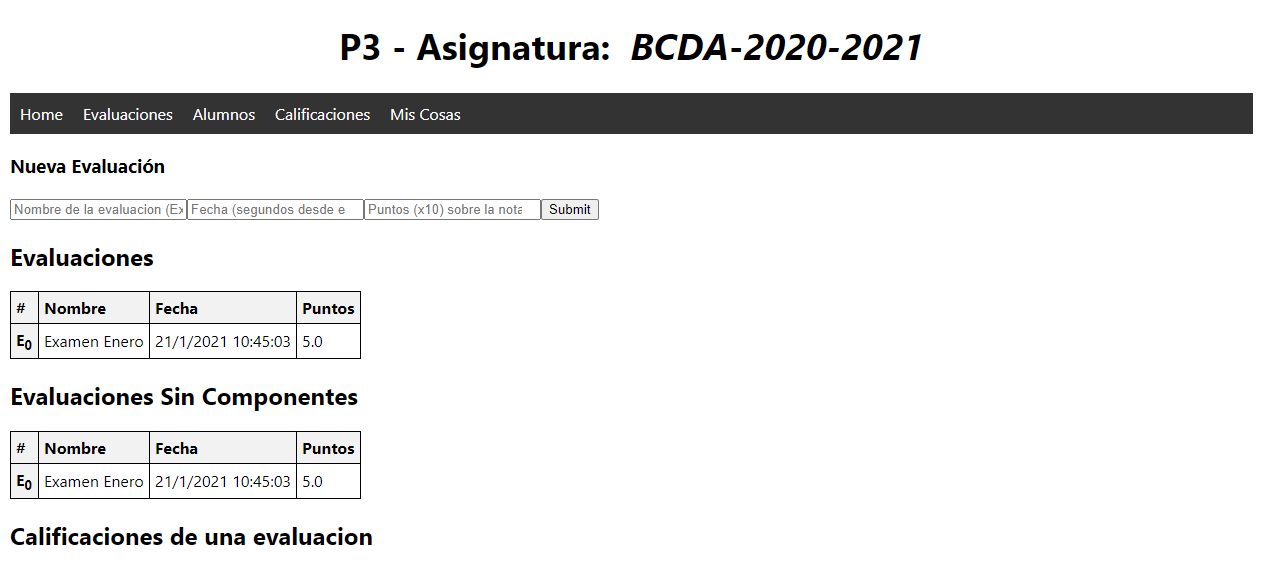 P3 - Asignatura: BCDA-2020-2021
Home Evaluaciones Alumnos Calificaciones Mis Cosas
Nueva Evaluación
Nombre de la evaluacion (Ex Fecha (segundos desde e Puntos (x10) sobre la nota Submit
Evaluaciones
# Nombre Fecha Puntos
E0 Examen Enero 21/1/2021 10:45:03 5.0
Evaluaciones Sin Componentes
# Nombre Fecha Puntos
E0 Examen Enero 21/1/2021 10:45:03 5.0
Calificaciones de una evaluacion